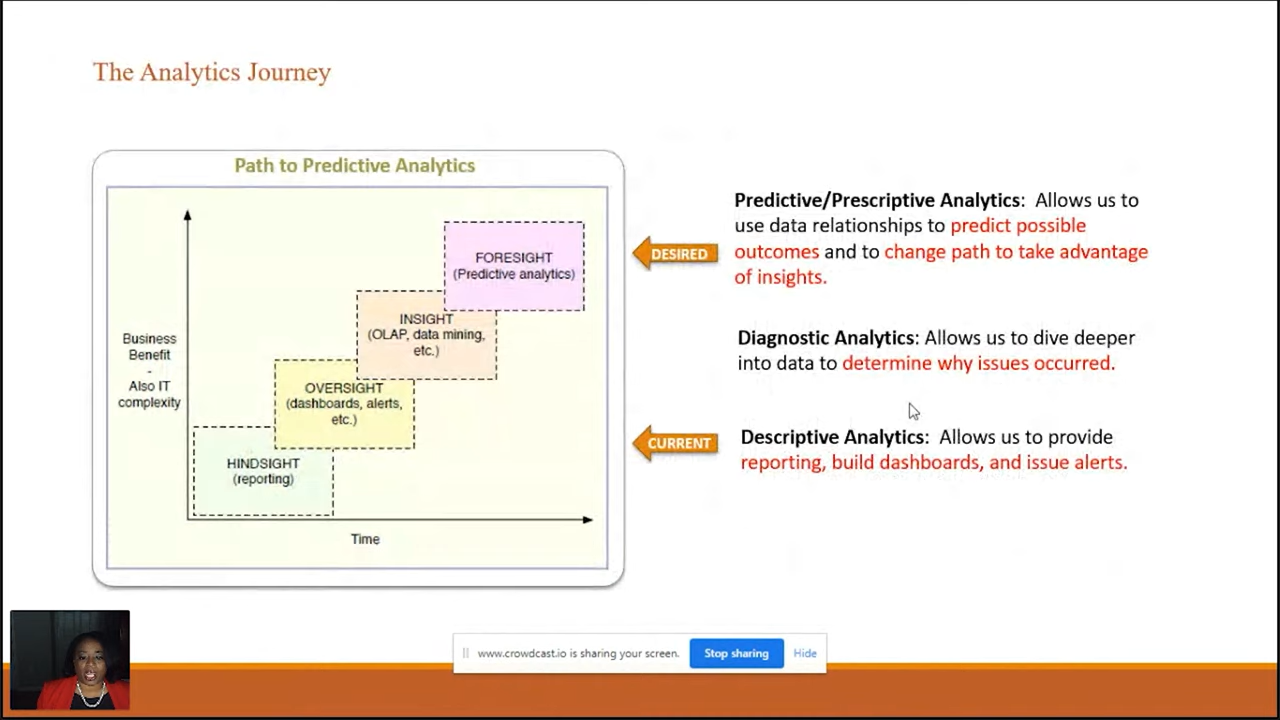 The Analytics Journey
Path to Predictive Analytics
Business
Benefit
-
Also IT
complexity
FORESIGHT
(Predictive analytics)
INSIGHT
(OLAP, data mining,
etc.)
OVERSIGHT
(dashboards, alerts,
etc.)
HINDSIGHT
(reporting)
Time
DESIRED
CURRENT
Predictive/Prescriptive Analytics: Allows us to
use data relationships to predict possible
outcomes and to change path to take advantage
of insights.
Diagnostic Analytics: Allows us to dive deeper
into data to determine why issues occurred.
Descriptive Analytics: Allows us to provide
reporting, build dashboards, and issue alerts.
www.crowdcast.io is sharing your screen. Stop sharing Hide